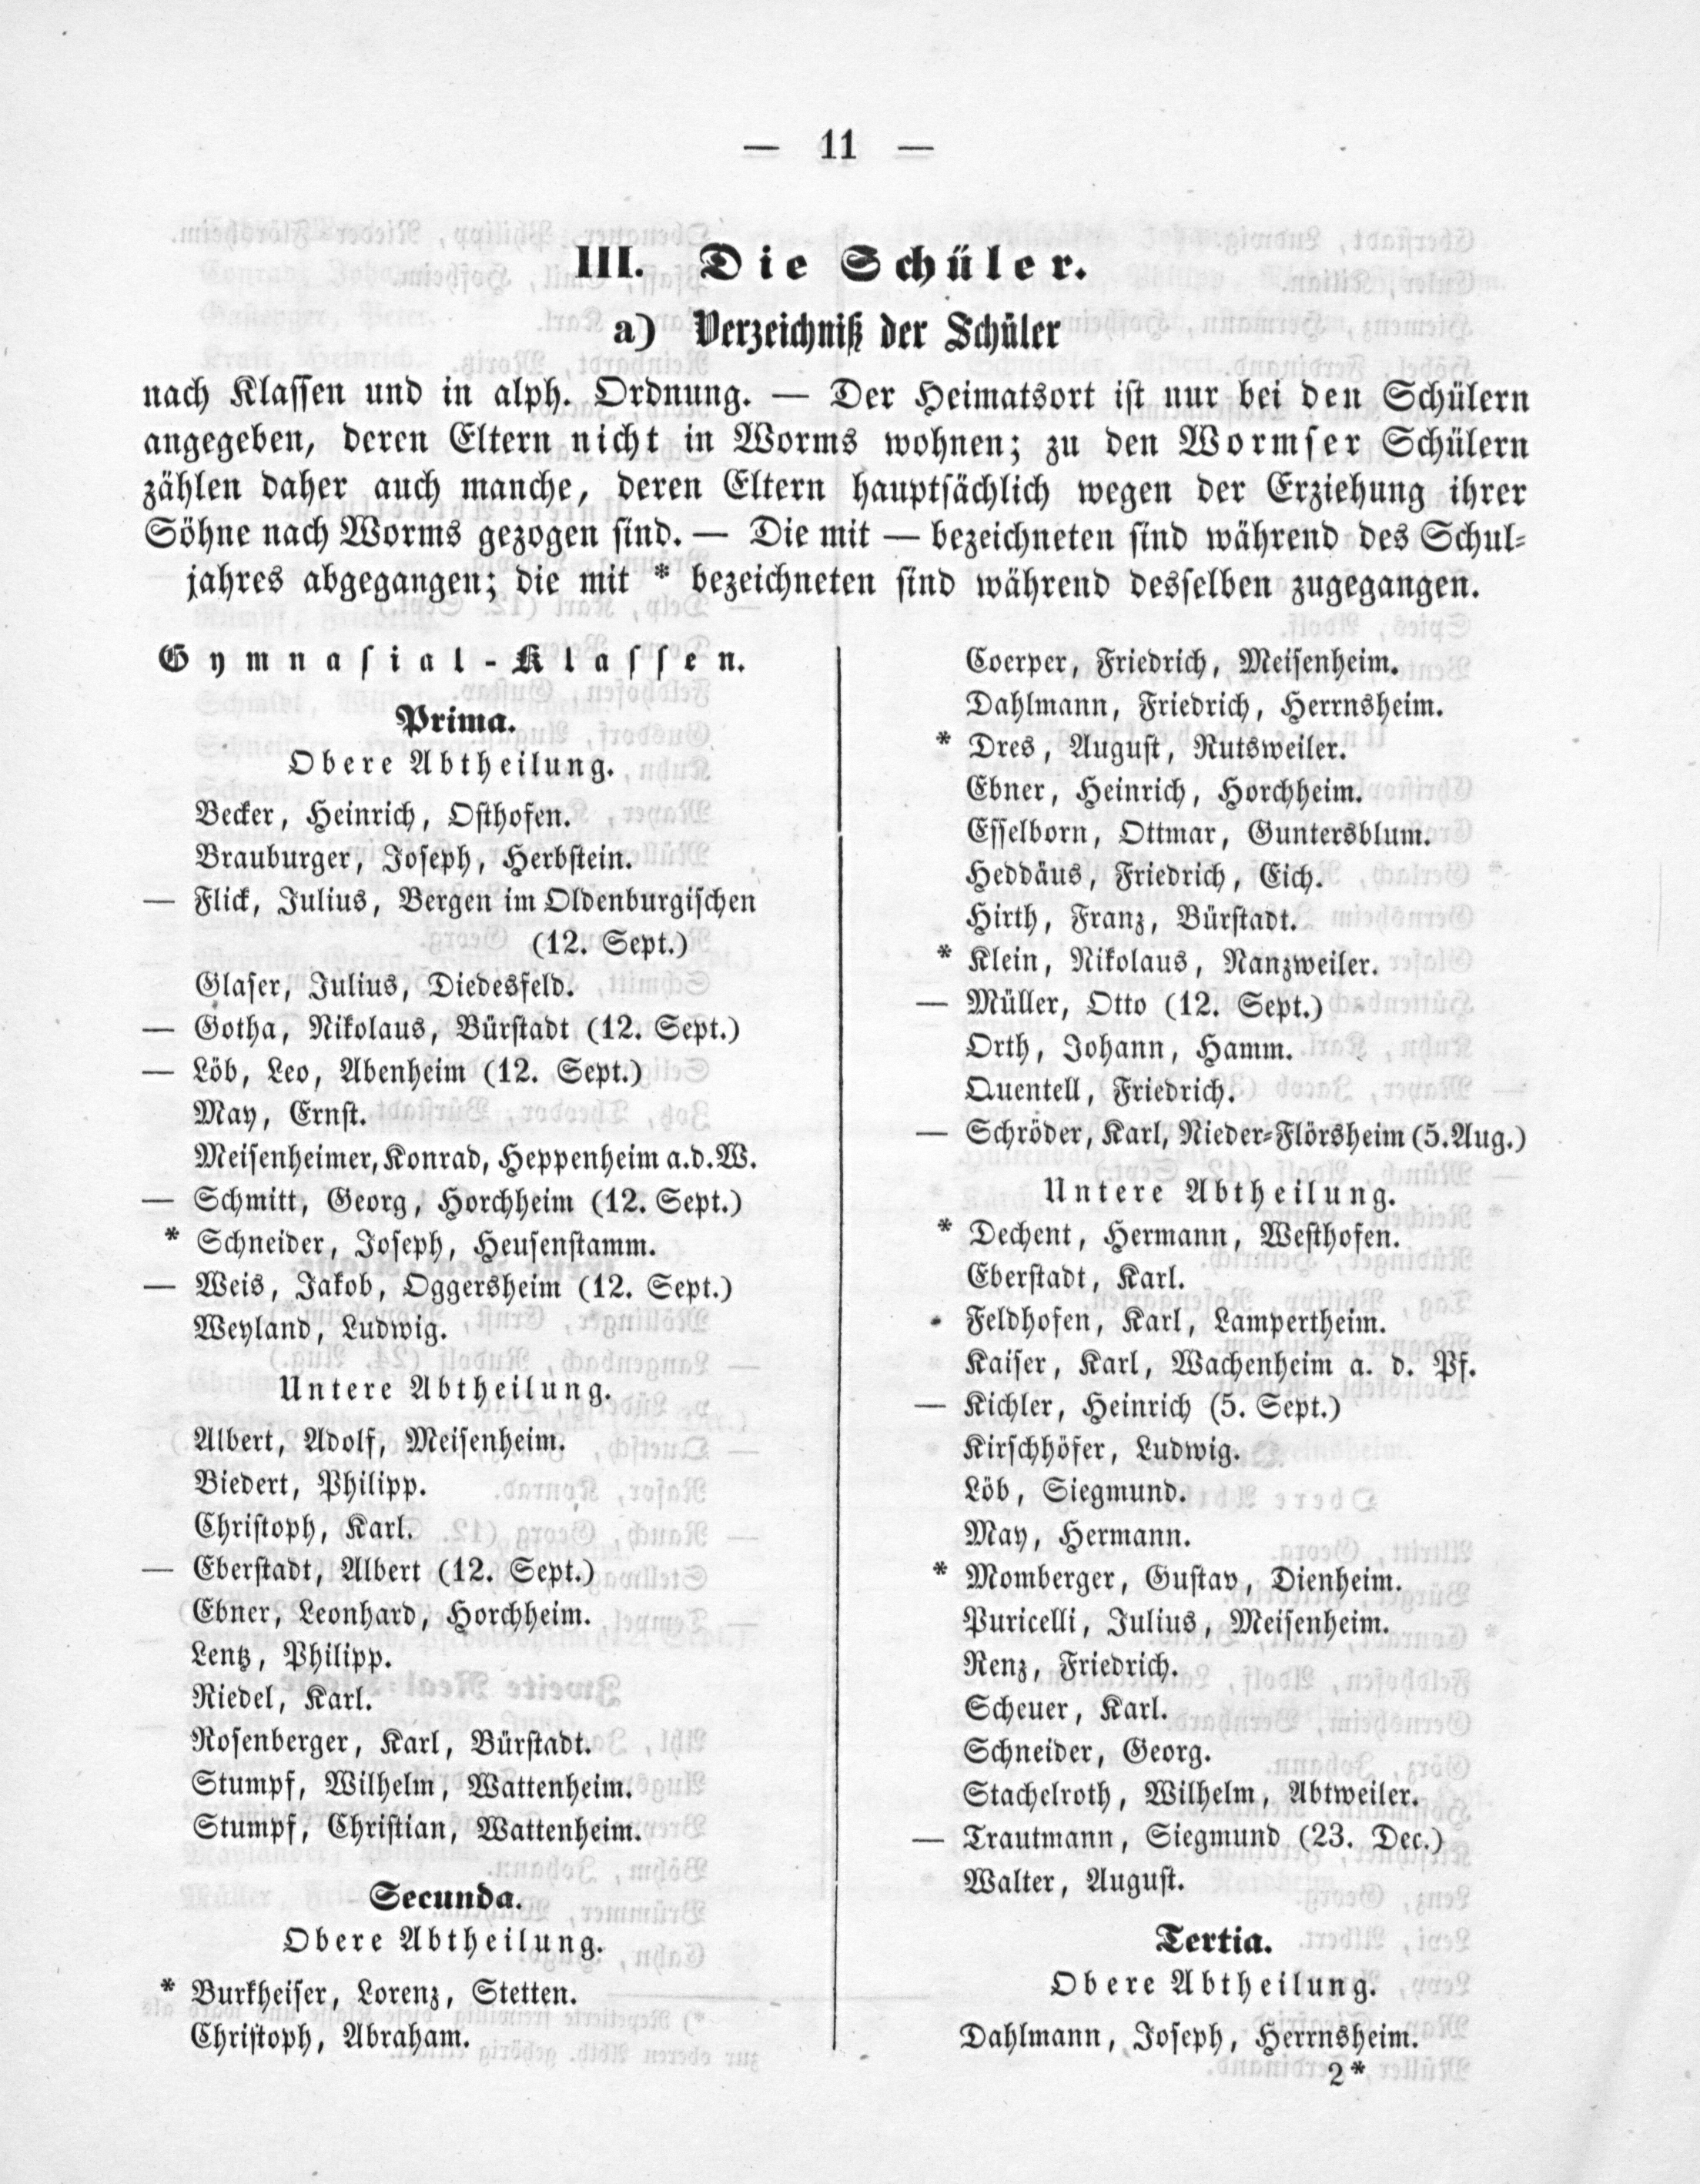 — 11 —
III. Die Schüler.
a) Verzeichniß der Schüler
nach Klassen und in alph. Ordnung. — Der Heimatsort ist nur bei den Schülern
angegeben, deren Eltern nicht in Worms wohnen; zu den Wormser Schülern
zählen daher auch manche, deren Eltern hauptsächlich wegen der Erziehung ihrer
Söhne nach Worms gezogen sind. — Die mit — bezeichneten sind während des Schul-
jahres abgegangen; die mit * bezeichneten sind während desselben zugegangen.
Gymnasial-Klassen.
Prima.
Obere Abtheilung.
Becker, Heinrich, Osthofen.
Brauburger, Joseph, Herbstein.
— Flick, Julius, Bergen im Oldenburgischen
(12. Sept.)
Glaser, Julius, Diedesfeld.
— Gotha, Nikolaus, Bürstadt (12. Sept.)
— Löb, Leo, Abenheim (12. Sept.)
May, Ernst.
Meisenheimer, Konrad, Heppenheim a.d.W.
— Schmitt, Georg, Horchheim (12. Sept.)
* Schneider, Joseph, Heusenstamm.
— Weis, Jakob, Oggersheim (12. Sept.)
Weyland, Ludwig.
Untere Abtheilung.
Albert, Adolf, Meisenheim.
Biedert, Philipp.
Christoph, Karl.
— Eberstadt, Albert (12. Sept.)
Ebner, Leonhard, Horchheim.
Lentz, Philipp.
Riedel, Karl.
Rosenberger, Karl, Bürstadt.
Stumpf, Wilhelm, Wattenheim.
Stumpf, Christian, Wattenheim.
Secunda.
Obere Abtheilung.
* Burkheiser, Lorenz, Stetten.
Christoph, Abraham.
Coerper, Friedrich, Meisenheim.
Dahlmann, Friedrich, Herrnsheim.
* Dres, August, Rutsweiler.
Ebner, Heinrich, Horchheim.
Esselborn, Ottmar, Guntersblum.
Heddäus, Friedrich, Eich.
Hirth, Franz, Bürstadt.
* Klein, Nikolaus, Nanzweiler.
— Müller, Otto (12. Sept.)
Orth, Johann, Hamm.
Quentell, Friedrich.
— Schröder, Karl, Nieder-Flörsheim (5. Aug.)
Untere Abtheilung.
* Dechent, Hermann, Westhofen.
Eberstadt, Karl.
Feldhofen, Karl, Lampertheim.
Kaiser, Karl, Wachenheim a. d. Pf.
— Kichler, Heinrich (5. Sept.)
Kirschhöfer, Ludwig.
Löb, Siegmund.
May, Hermann.
* Momberger, Gustav, Dienheim.
Puricelli, Julius, Meisenheim.
Renz, Friedrich.
Scheuer, Karl.
Schneider, Georg.
Stachelroth, Wilhelm, Abtweiler.
— Trautmann, Siegmund (23. Dec.)
Walter, August.
Tertia.
Obere Abtheilung.
Dahlmann, Joseph, Herrnsheim.
2*